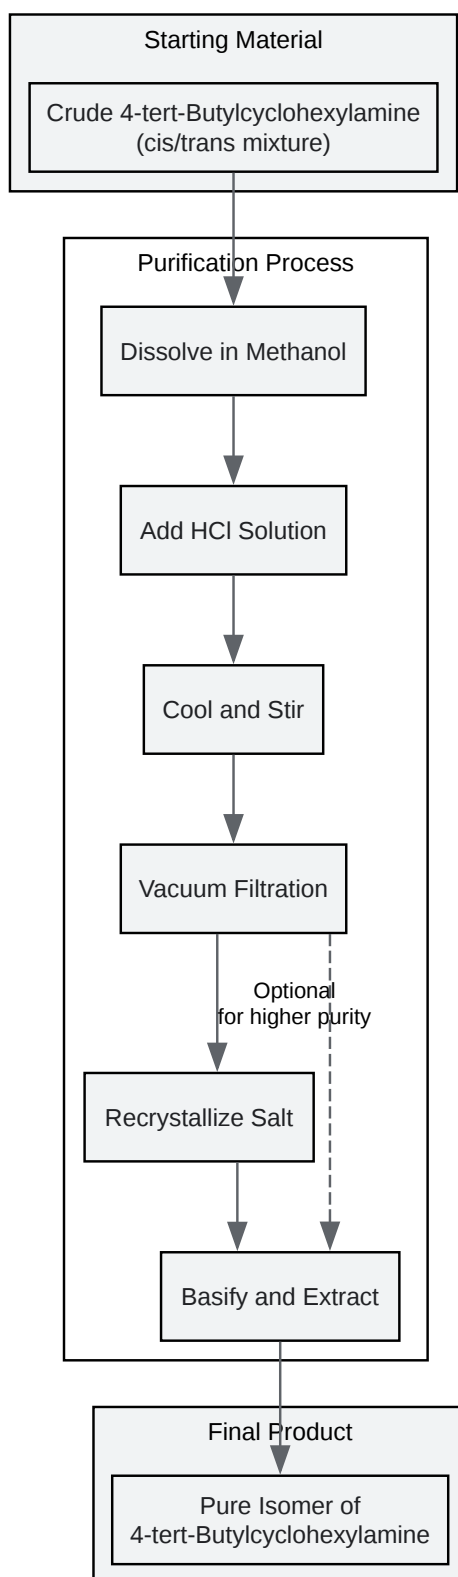 Starting Material
Crude 4-tert-Butylcyclohexylamine
(cis/trans mixture)
Purification Process
Dissolve in Methanol
Add HCl Solution
Cool and Stir
Vacuum Filtration
Optional
for higher purity
Recrystallize Salt
Basify and Extract
Final Product
Pure Isomer of
4-tert-Butylcyclohexylamine